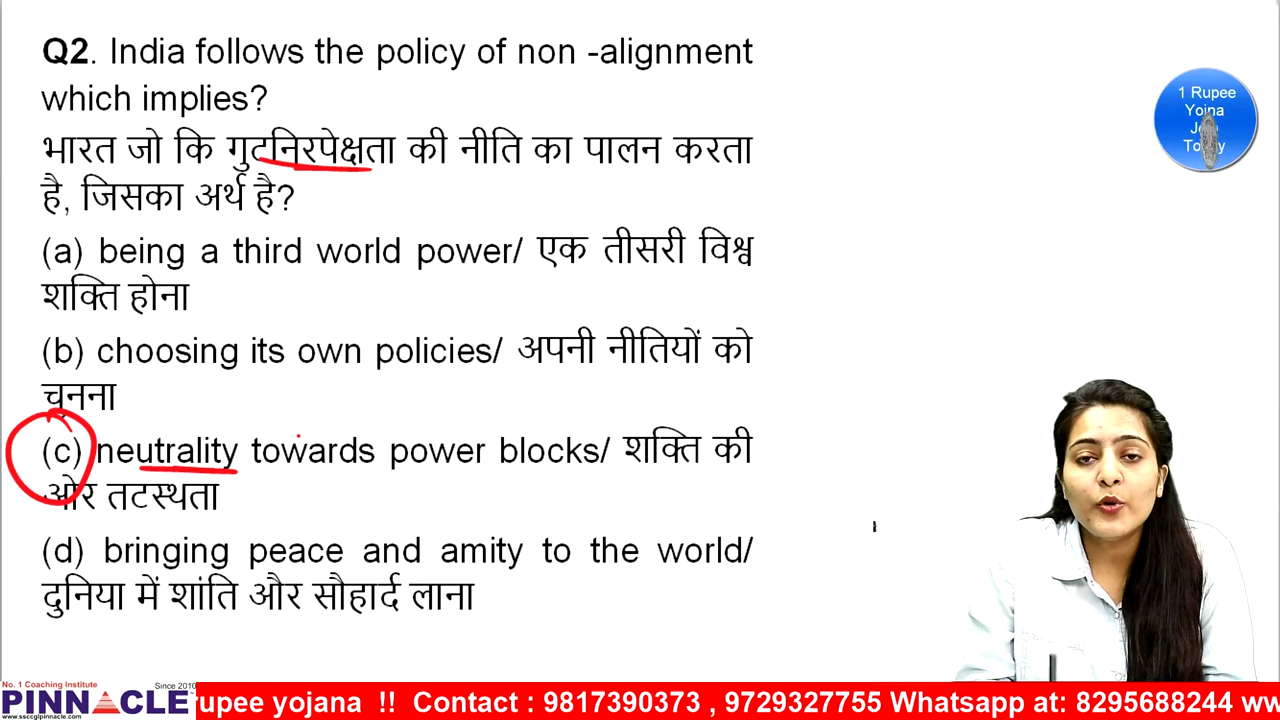 Q2. India follows the policy of non -alignment
which implies?
भारत जो कि गुटनिरपेक्षता की नीति का पालन करता
है, जिसका अर्थ है?
(a) being a third world power/ एक तीसरी विश्व
शक्ति होना
(b) choosing its own policies/ अपनी नीतियों को
चुनना
(c) neutrality towards power blocks/ शक्ति की
ओर तटस्थता
(d) bringing peace and amity to the world/
दुनिया में शांति और सौहार्द लाना
1 Rupee
Yojna
No. 1 Coaching Institute
Since 2010
PINNACLE
www.ssccglpinnacle.com
rupee yojana !! Contact : 9817390373 , 9729327755 Whatsapp at: 8295688244 ww